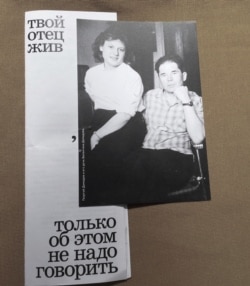 твой
отец
жив
,
только
об этом
не надо
говорить